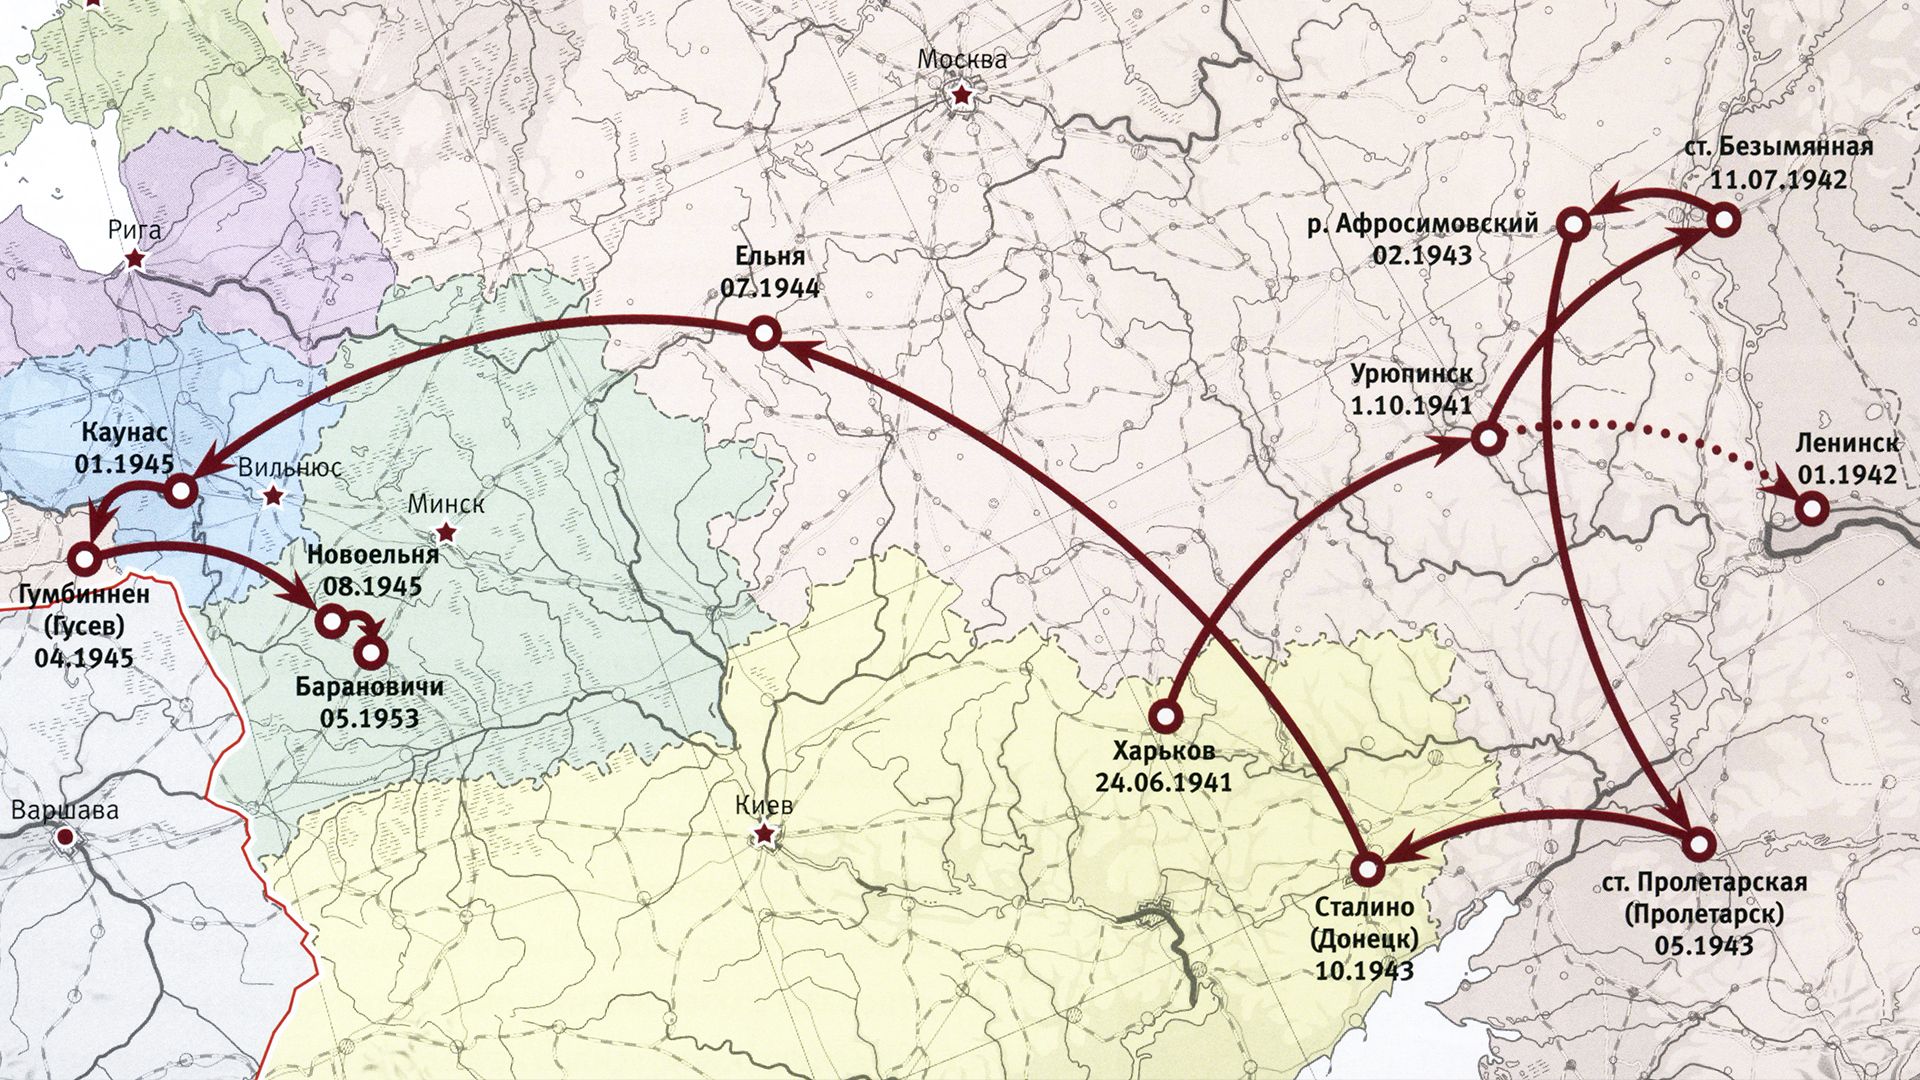 Москва
ст. Безымянная
11.07.1942
р. Афросимовский
02.1943
Рига
Ельня
07.1944
Урюпинск
1.10.1941
Каунас
01.1945
Вильнюс
Ленинск
01.1942
Минск
Новоельня
08.1945
Гумбиннен
(Гусев)
04.1945
Барановичи
05.1953
Харьков
24.06.1941
Варшава
Киев
ст. Пролетарская
(Пролетарск)
05.1943
Сталино
(Донецк)
10.1943